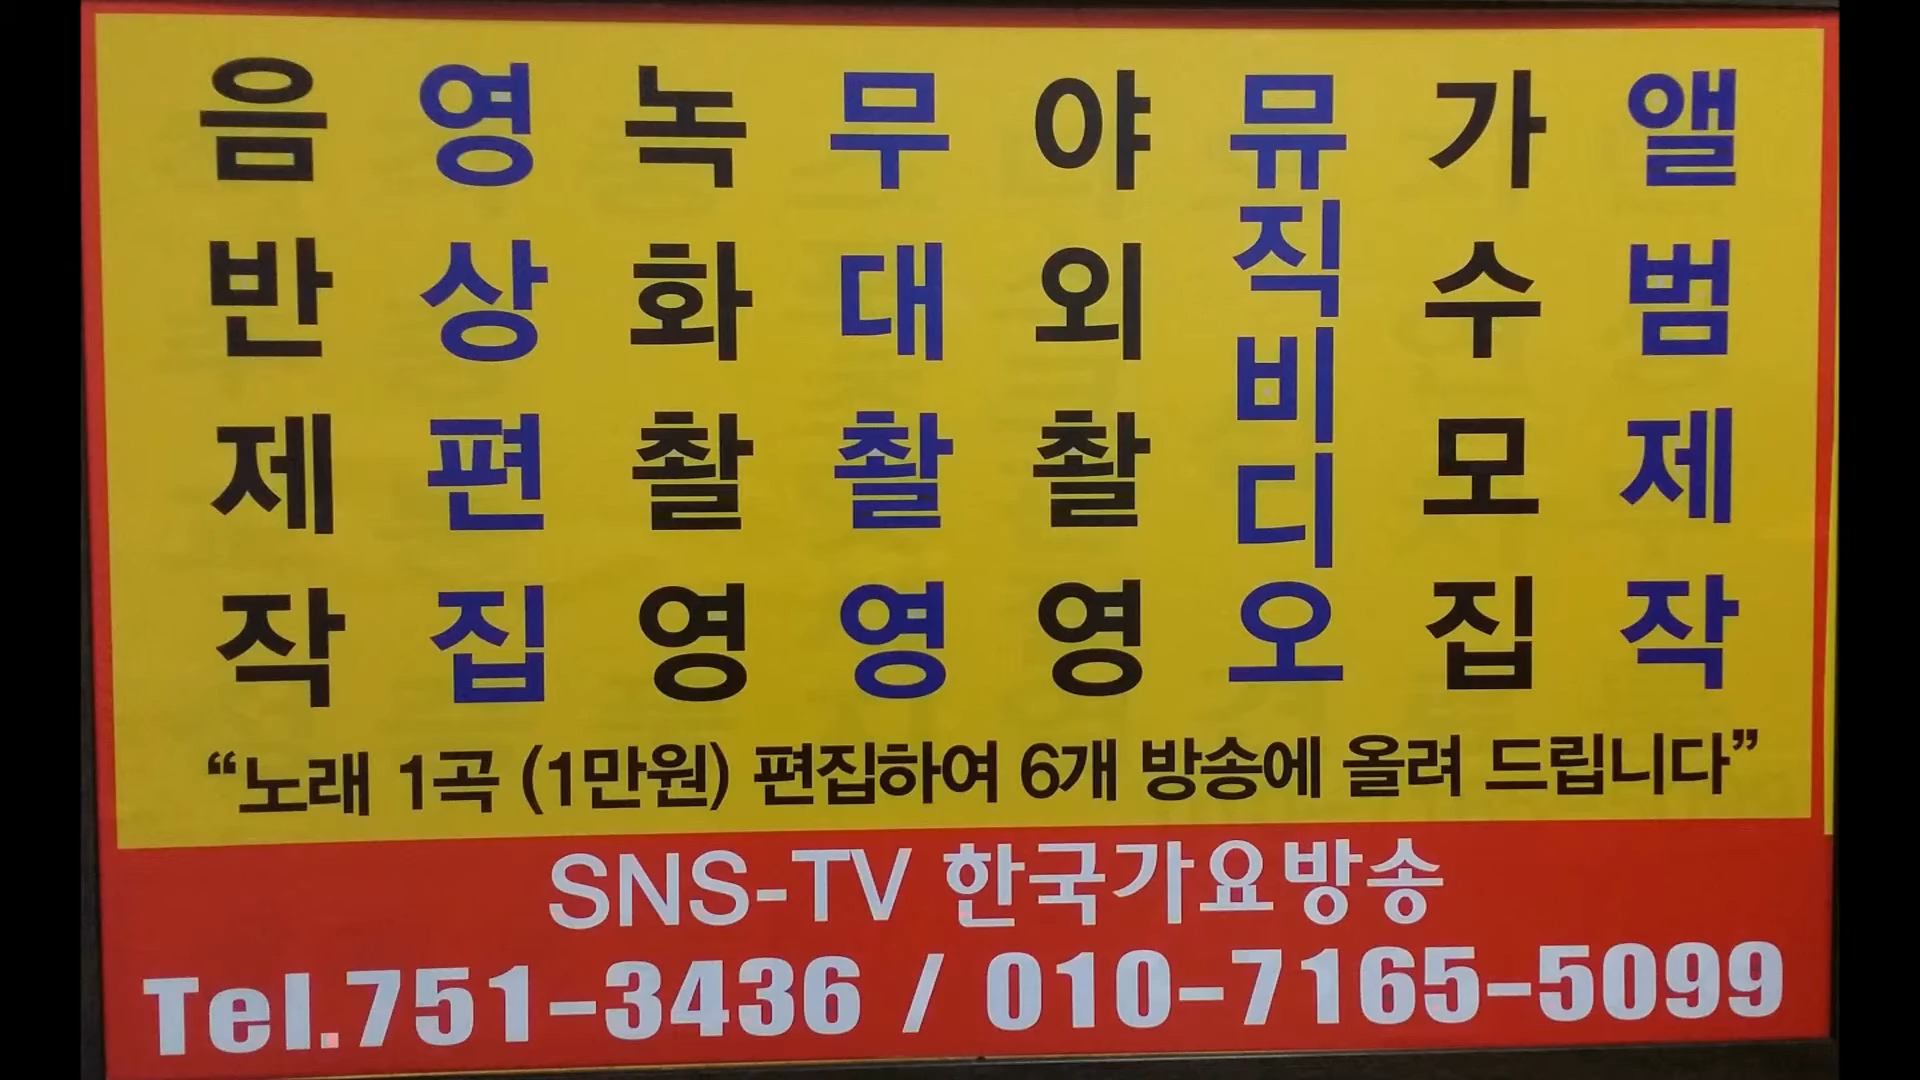 음반제작
영상편집
녹화촬영
무대촬영
야외촬영
뮤직비디오
가수모집
앨범제작
“노래 1곡 (1만원) 편집하여 6개 방송에 올려 드립니다”
SNS-TV 한국가요방송
Tel.751-3436 / 010-7165-5099